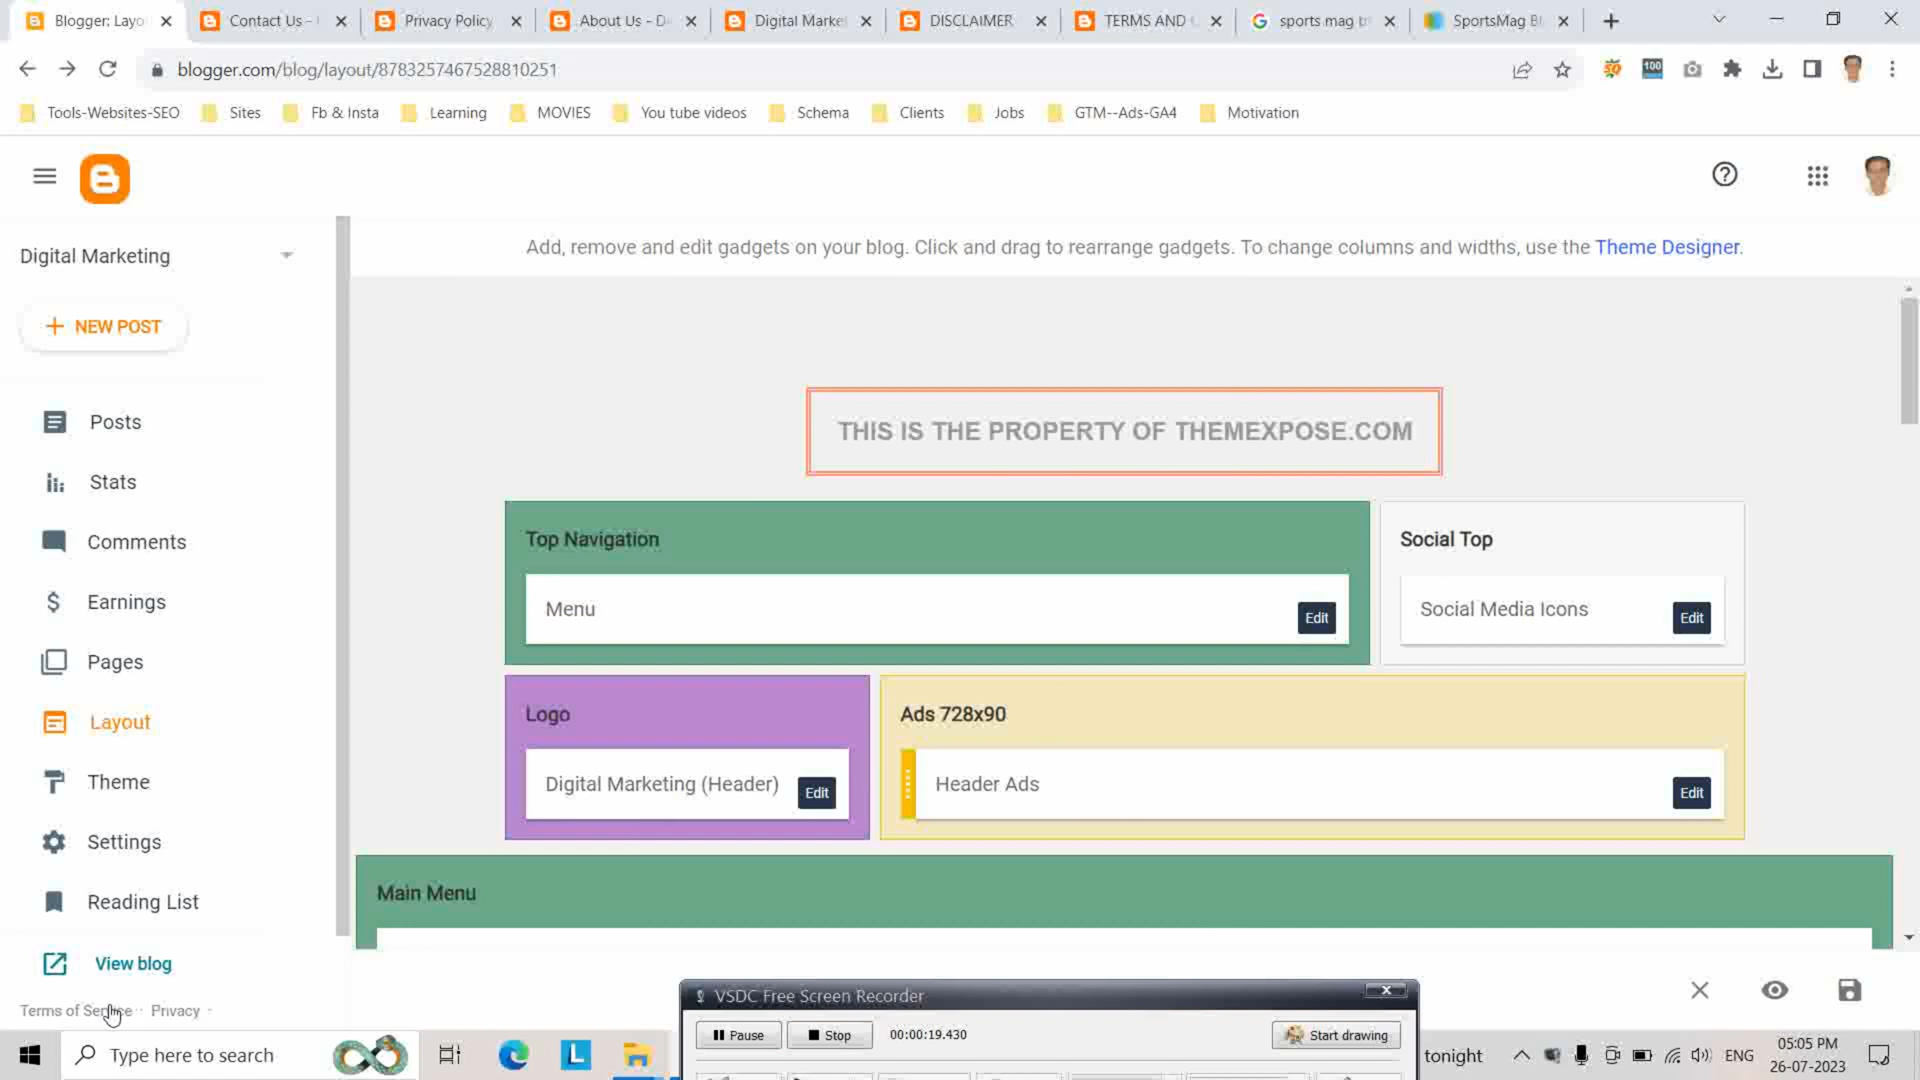 Blogger: Layo
Contact Us -
Privacy Policy
About Us - D
Digital Marke
DISCLAIMER
TERMS AND
sports mag
SportsMag Bl
blogger.com/blog/layout/8783257467528810251
100
Tools-Websites-SEO
Sites
Fb & Insta
Learning
MOVIES
You tube videos
Schema
Clients
Jobs
GTM--Ads-GA4
Motivation
Digital Marketing
Add, remove and edit gadgets on your blog. Click and drag to rearrange gadgets. To change columns and widths, use the Theme Designer.
NEW POST
Posts
Stats
Comments
Earnings
Pages
Layout
Theme
Settings
Reading List
View blog
Terms of Service · Privacy ·
THIS IS THE PROPERTY OF THEMEXPOSE.COM
Top Navigation
Menu
Edit
Social Top
Social Media Icons
Edit
Logo
Digital Marketing (Header)
Edit
Ads 728x90
Header Ads
Edit
Main Menu
VSDC Free Screen Recorder
Pause
Stop
00:00:19.430
Start drawing
Type here to search
L
tonight
ENG
05:05 PM
26-07-2023